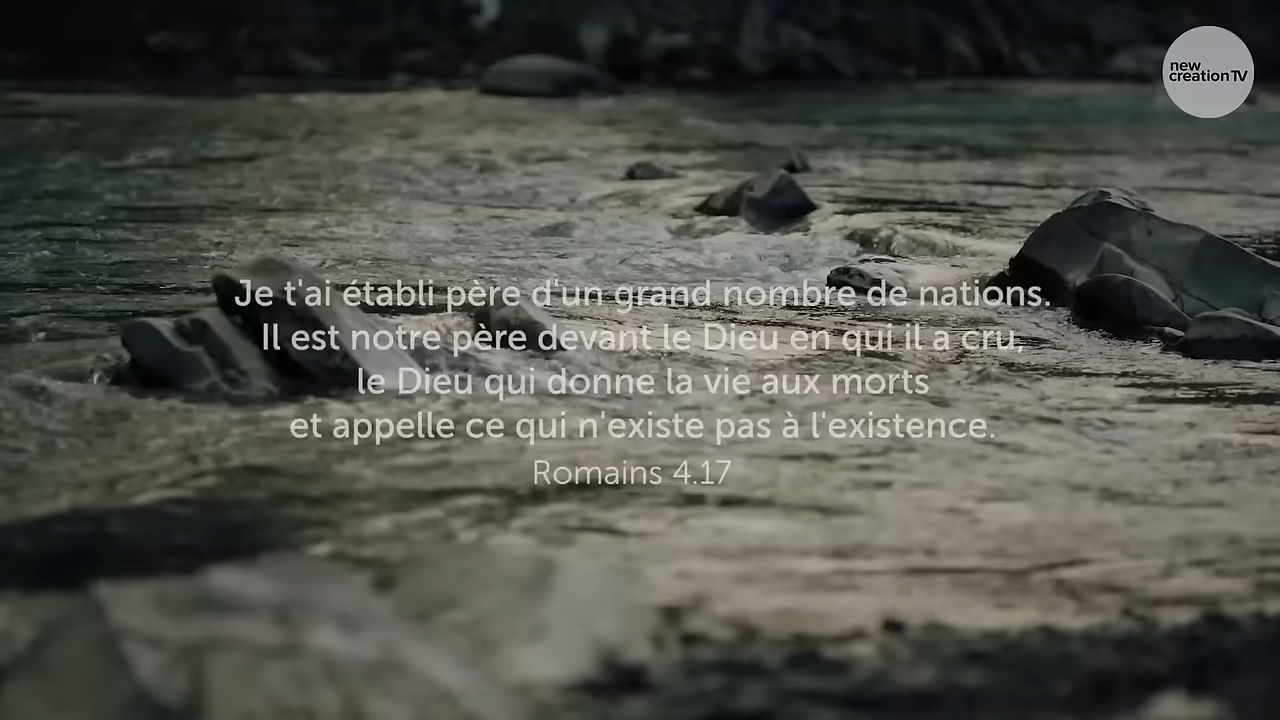 new
creation TV
Je t'ai établi père d'un grand nombre de nations.
Il est notre père devant le Dieu en qui il a cru,
le Dieu qui donne la vie aux morts
et appelle ce qui n'existe pas à l'existence.
Romains 4.17